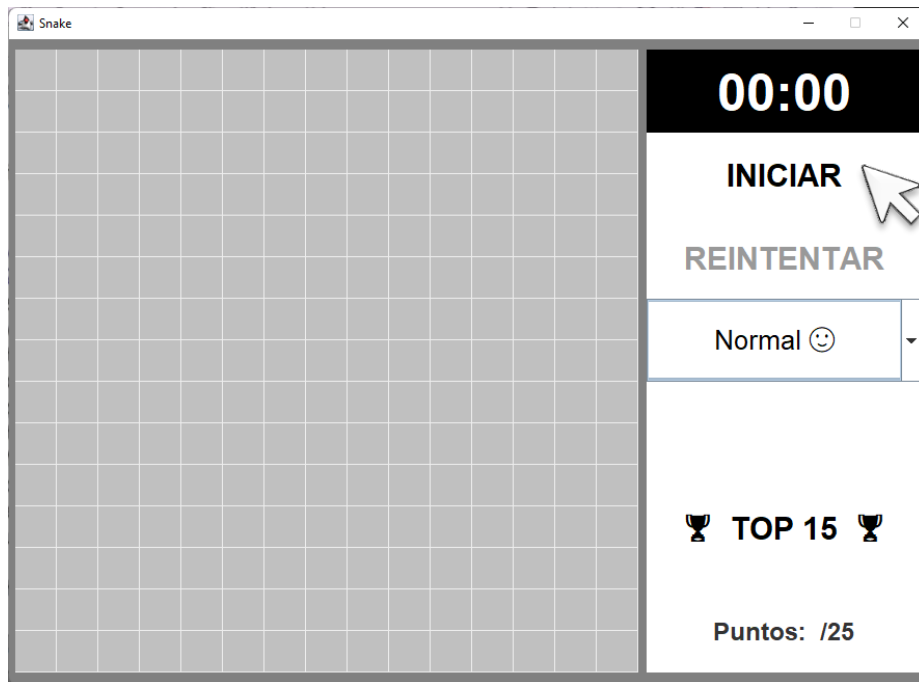 Snake
00:00
INICIAR
REINTENTAR
Normal ☺
TOP 15
Puntos: /25